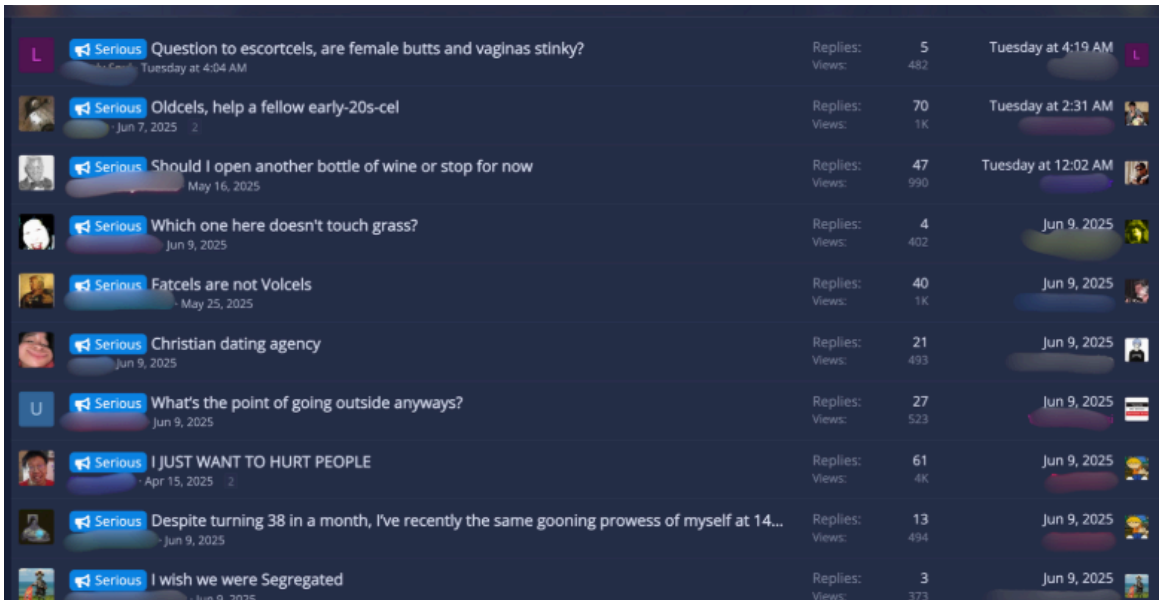 L
Serious Question to escortcels, are female butts and vaginas stinky?
Replies: 5
Tuesday at 4:19 AM
L
Tuesday at 4:04 AM
Views: 482
Serious Oldcels, help a fellow early-20s-cel
Replies: 70
Tuesday at 2:31 AM
· Jun 7, 2025 2
Views: 1K
Serious Should I open another bottle of wine or stop for now
Replies: 47
Tuesday at 12:02 AM
May 16, 2025
Views: 990
Serious Which one here doesn't touch grass?
Replies: 4
Jun 9, 2025
· Jun 9, 2025
Views: 402
Serious Fatcels are not Volcels
Replies: 40
Jun 9, 2025
· May 25, 2025
Views: 1K
Serious Christian dating agency
Replies: 21
Jun 9, 2025
Jun 9, 2025
Views: 493
U
Serious What's the point of going outside anyways?
Replies: 27
Jun 9, 2025
Jun 9, 2025
Views: 523
Serious I JUST WANT TO HURT PEOPLE
Replies: 61
Jun 9, 2025
· Apr 15, 2025 2
Views: 4K
Serious Despite turning 38 in a month, I've recently the same gooning prowess of myself at 14...
Replies: 13
Jun 9, 2025
· Jun 9, 2025
Views: 494
Serious I wish we were Segregated
Replies: 3
Jun 9, 2025
· Jun 9, 2025
Views: 373